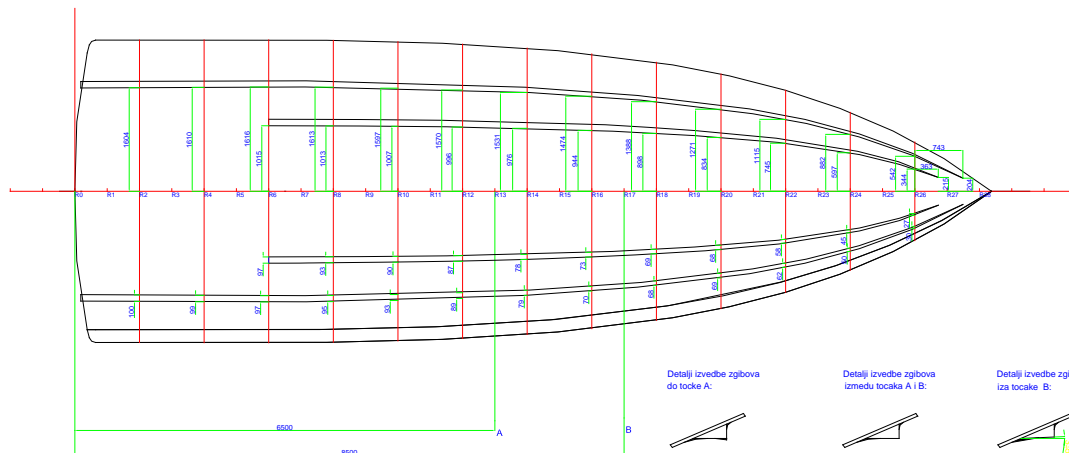 1604
1610
1616
1015
1613
1013
1597
1007
1570
996
1531
976
1474
944
1388
898
1271
834
1115
745
882
597
542
344
363
743
215
204
R0 R1 R2 R3 R4 R5 R6 R7 R8 R9 R10 R11 R12 R13 R14 R15 R16 R17 R18 R19 R20 R21 R22 R23 R24 R25 R26 R27
97 93 90 87 78 73 69 68 58 45 27
100 99 97 95 93 89 79 70 68 69 62
6500
A
B
8500
Detalji izvedbe zgibova
do tocke A:
Detalji izvedbe zgibova
izmedu tocaka A i B:
Detalji izvedbe zgi
iza tocake B: